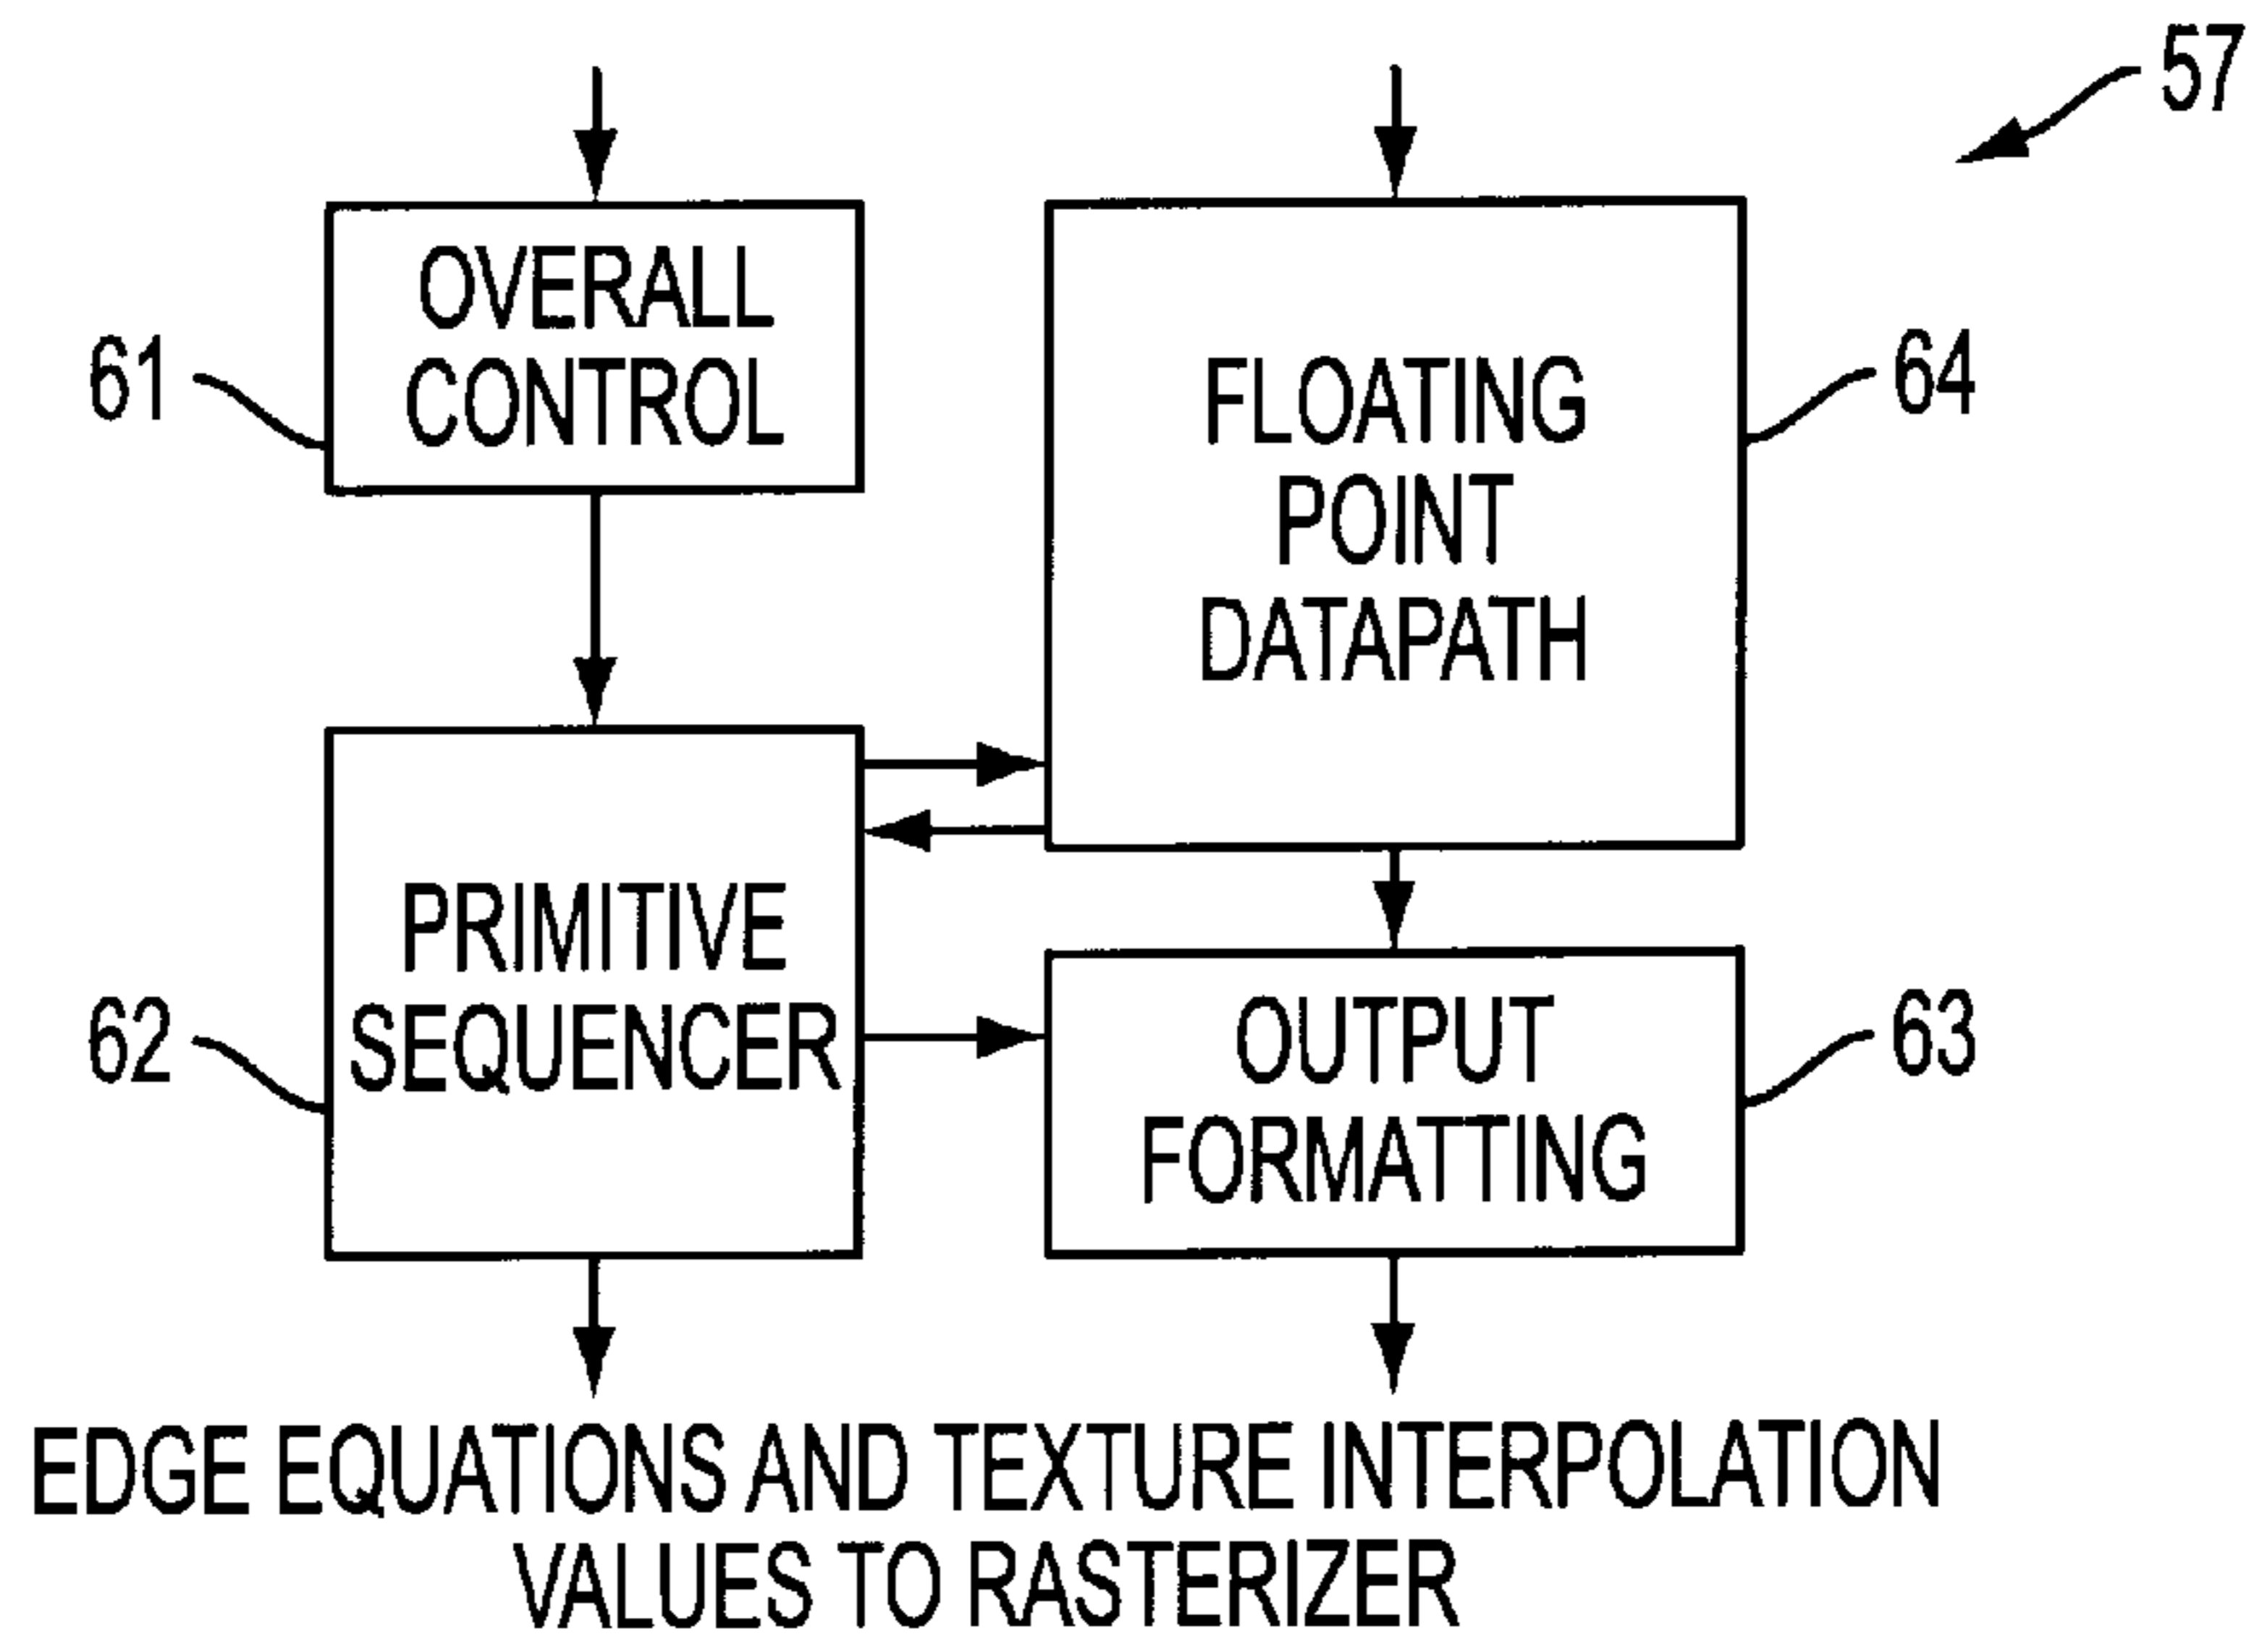 57
OVERALL
CONTROL
61
FLOATING
POINT
DATAPATH
64
PRIMITIVE
SEQUENCER
62
OUTPUT
FORMATTING
63
EDGE EQUATIONS AND TEXTURE INTERPOLATION
VALUES TO RASTERIZER